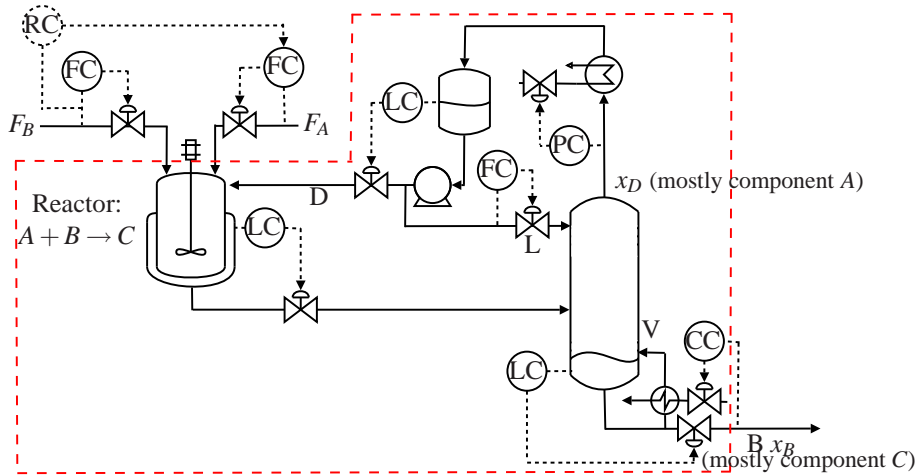 RC
FC
FC
F_B
F_A
LC
PC
FC
x_D (mostly component A)
D
Reactor:
A + B → C
LC
L
V
CC
LC
B x_B
(mostly component C)